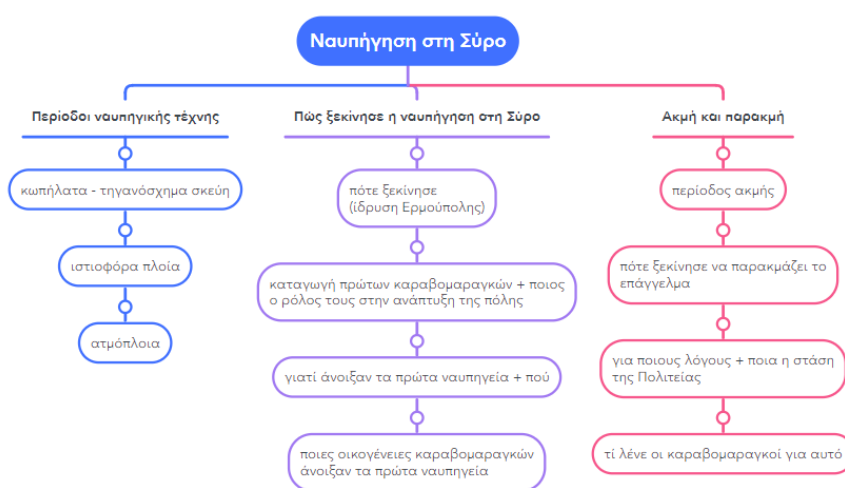 Ναυπήγηση στη Σύρο
Περίοδοι ναυπηγικής τέχνης
κωπήλατα - τηγανόσχημα σκεύη
ιστιοφόρα πλοία
ατμόπλοια
Πώς ξεκίνησε η ναυπήγηση στη Σύρο
πότε ξεκίνησε
(ίδρυση Ερμούπολης)
καταγωγή πρώτων καραβομαραγκών + ποιος
ο ρόλος τους στην ανάπτυξη της πόλης
γιατί άνοιξαν τα πρώτα ναυπηγεία + πού
ποιες οικογένειες καραβομαραγκών
άνοιξαν τα πρώτα ναυπηγεία
Ακμή και παρακμή
περίοδος ακμής
πότε ξεκίνησε να παρακμάζει το
επάγγελμα
για ποιους λόγους + ποια η στάση
της Πολιτείας
τί λένε οι καραβομαραγκοί για αυτό